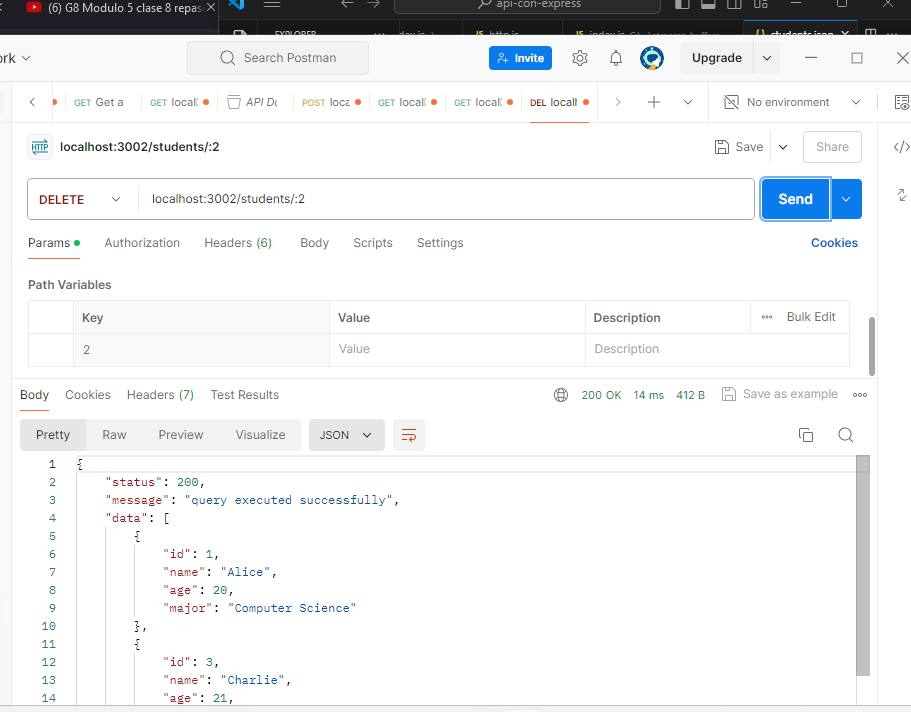 (6) G8 Modulo 5 clase 8 repas
api-con-express
EXPLORER
students.json
ork
Search Postman
Invite
Upgrade
GET Get a
GET locall
API Do
POST loca
GET locall
GET locall
DEL locall
No environment
HTTP localhost:3002/students/:2
Save
Share
DELETE
localhost:3002/students/:2
Send
Params
Authorization
Headers (6)
Body
Scripts
Settings
Cookies
Path Variables
Key Value Description ••• Bulk Edit
2 Value Description
Body Cookies Headers (7) Test Results
200 OK 14 ms 412 B Save as example
Pretty Raw Preview Visualize JSON
1 {
2 "status": 200,
3 "message": "query executed successfully",
4 "data": [
5 {
6 "id": 1,
7 "name": "Alice",
8 "age": 20,
9 "major": "Computer Science"
10 },
11 {
12 "id": 3,
13 "name": "Charlie",
14 "age": 21,